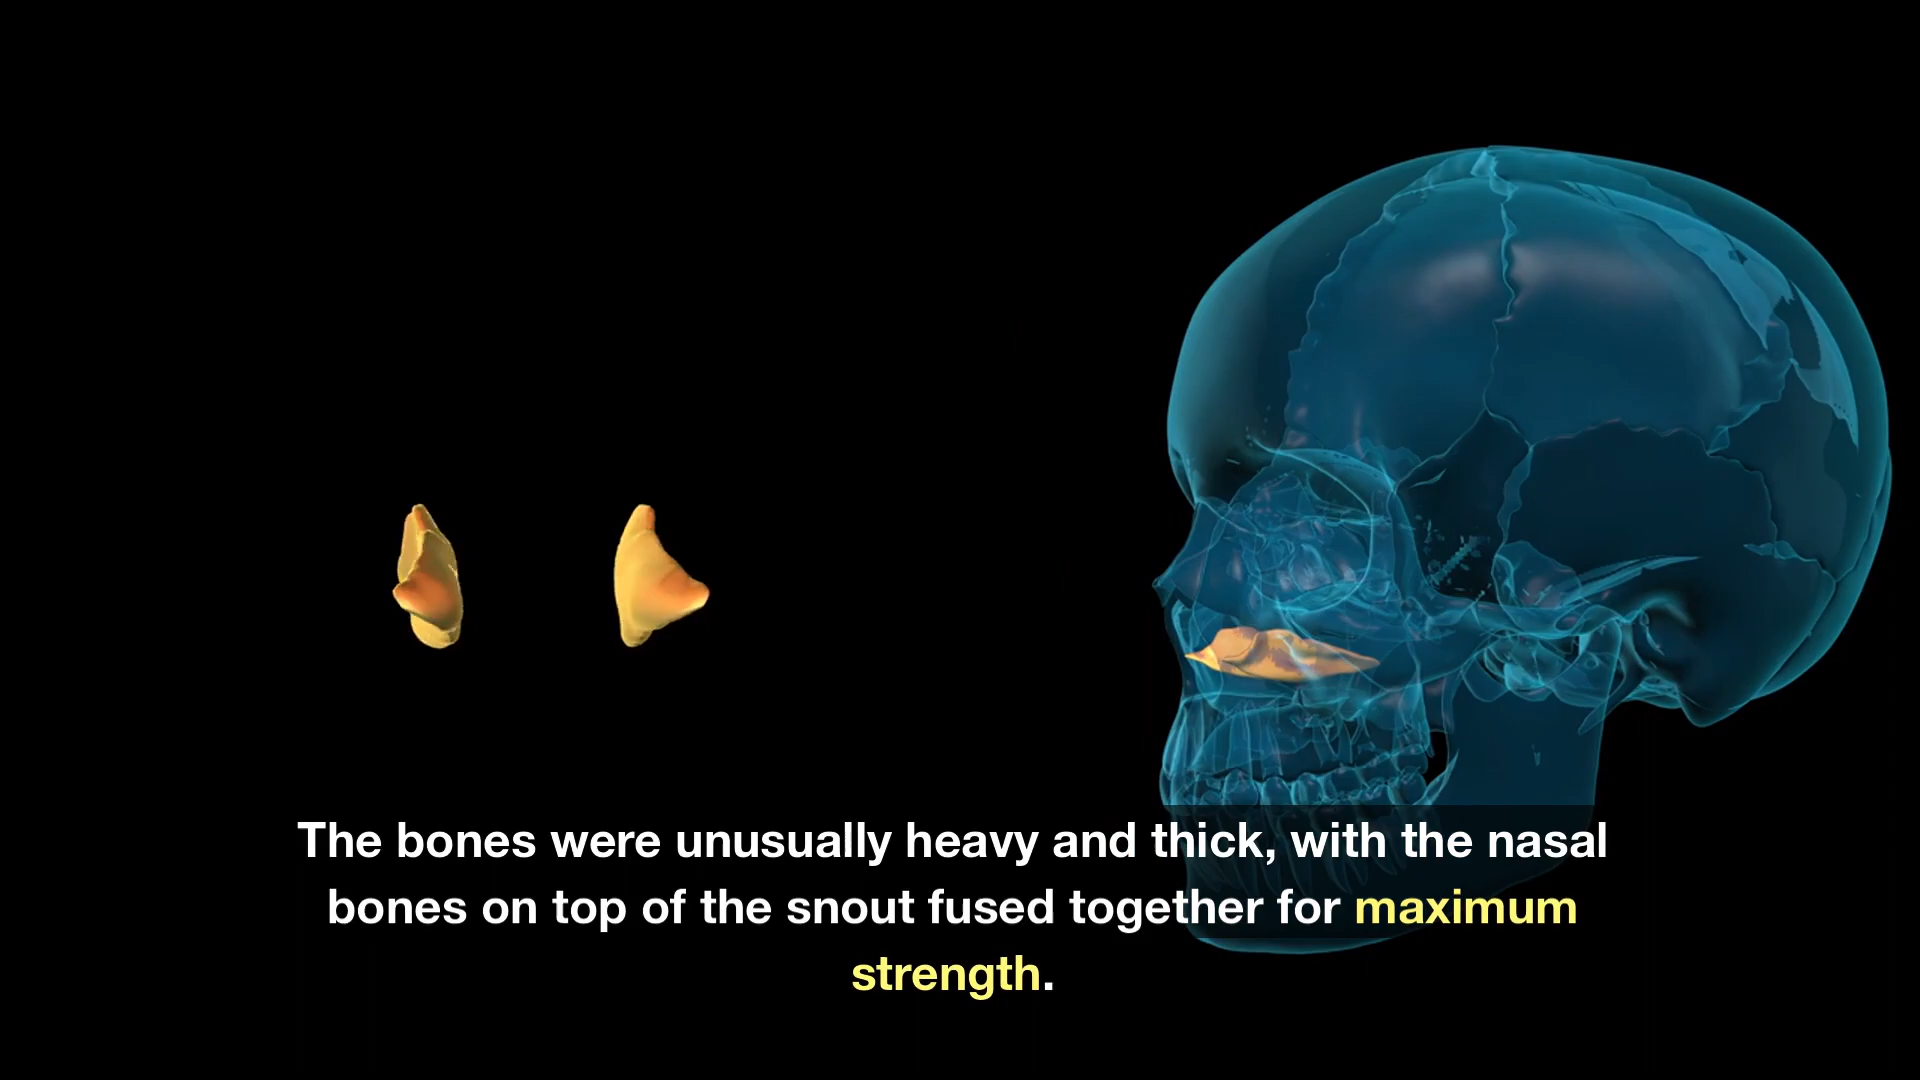 The bones were unusually heavy and thick, with the nasal
bones on top of the snout fused together for maximum
strength.